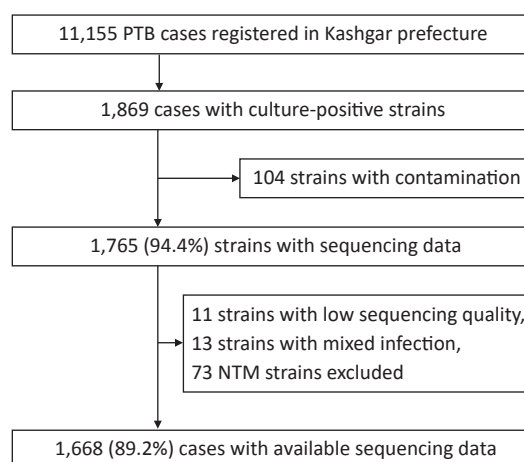 11,155 PTB cases registered in Kashgar prefecture
1,869 cases with culture-positive strains
104 strains with contamination
1,765 (94.4%) strains with sequencing data
11 strains with low sequencing quality,
13 strains with mixed infection,
73 NTM strains excluded
1,668 (89.2%) cases with available sequencing data